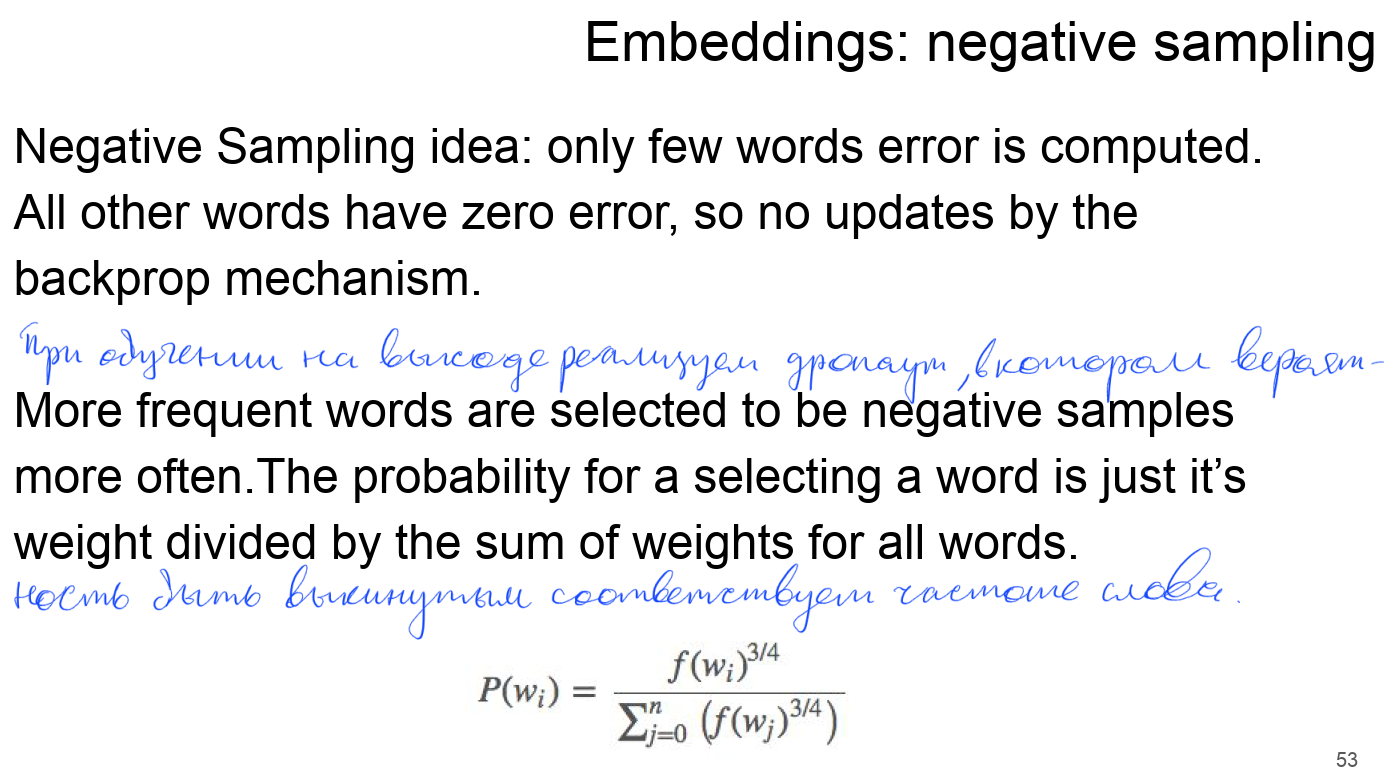 Embeddings: negative sampling
Negative Sampling idea: only few words error is computed.
All other words have zero error, so no updates by the
backprop mechanism.
При обучении на выходе реализуем дропаут, в котором вероят-
More frequent words are selected to be negative samples
more often.The probability for a selecting a word is just it's
weight divided by the sum of weights for all words.
ность быть выкинутым соответствует частоте слова.
P(w_i) = f(w_i)^{3/4} / \sum_{j=0}^{n} (f(w_j)^{3/4})
53